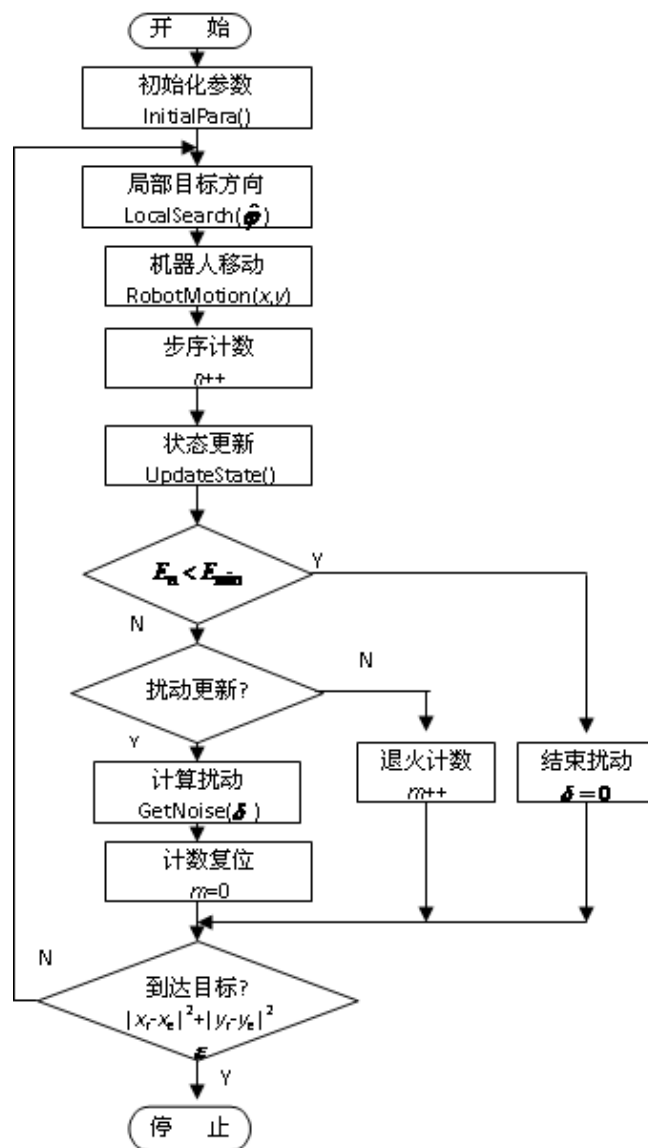 开 始
初始化参数
InitialPara()
局部目标方向
LocalSearch(φ̂)
机器人移动
RobotMotion(x,y)
步序计数
n++
状态更新
UpdateState()
Eₙ < Eₘᵢₙ
Y
N
扰动更新?
N
Y
计算扰动
GetNoise(δ)
退火计数
m++
结束扰动
δ = 0
计数复位
m=0
N
到达目标?
|xᵣ-xₑ|²+|yᵣ-yₑ|²
ε
Y
停 止